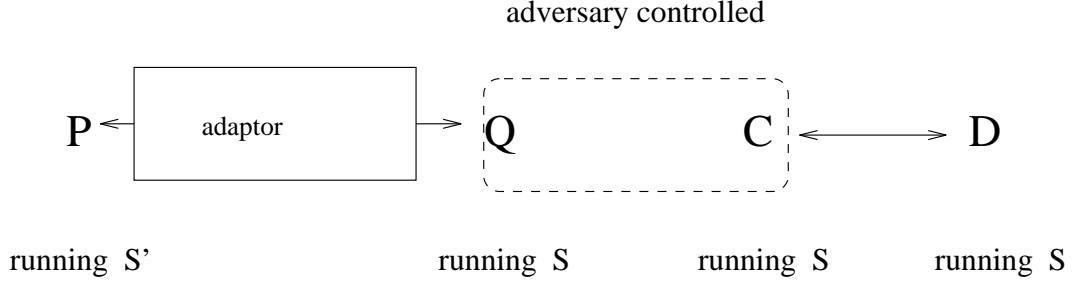 adversary controlled
P adaptor Q C D
running S' running S running S running S